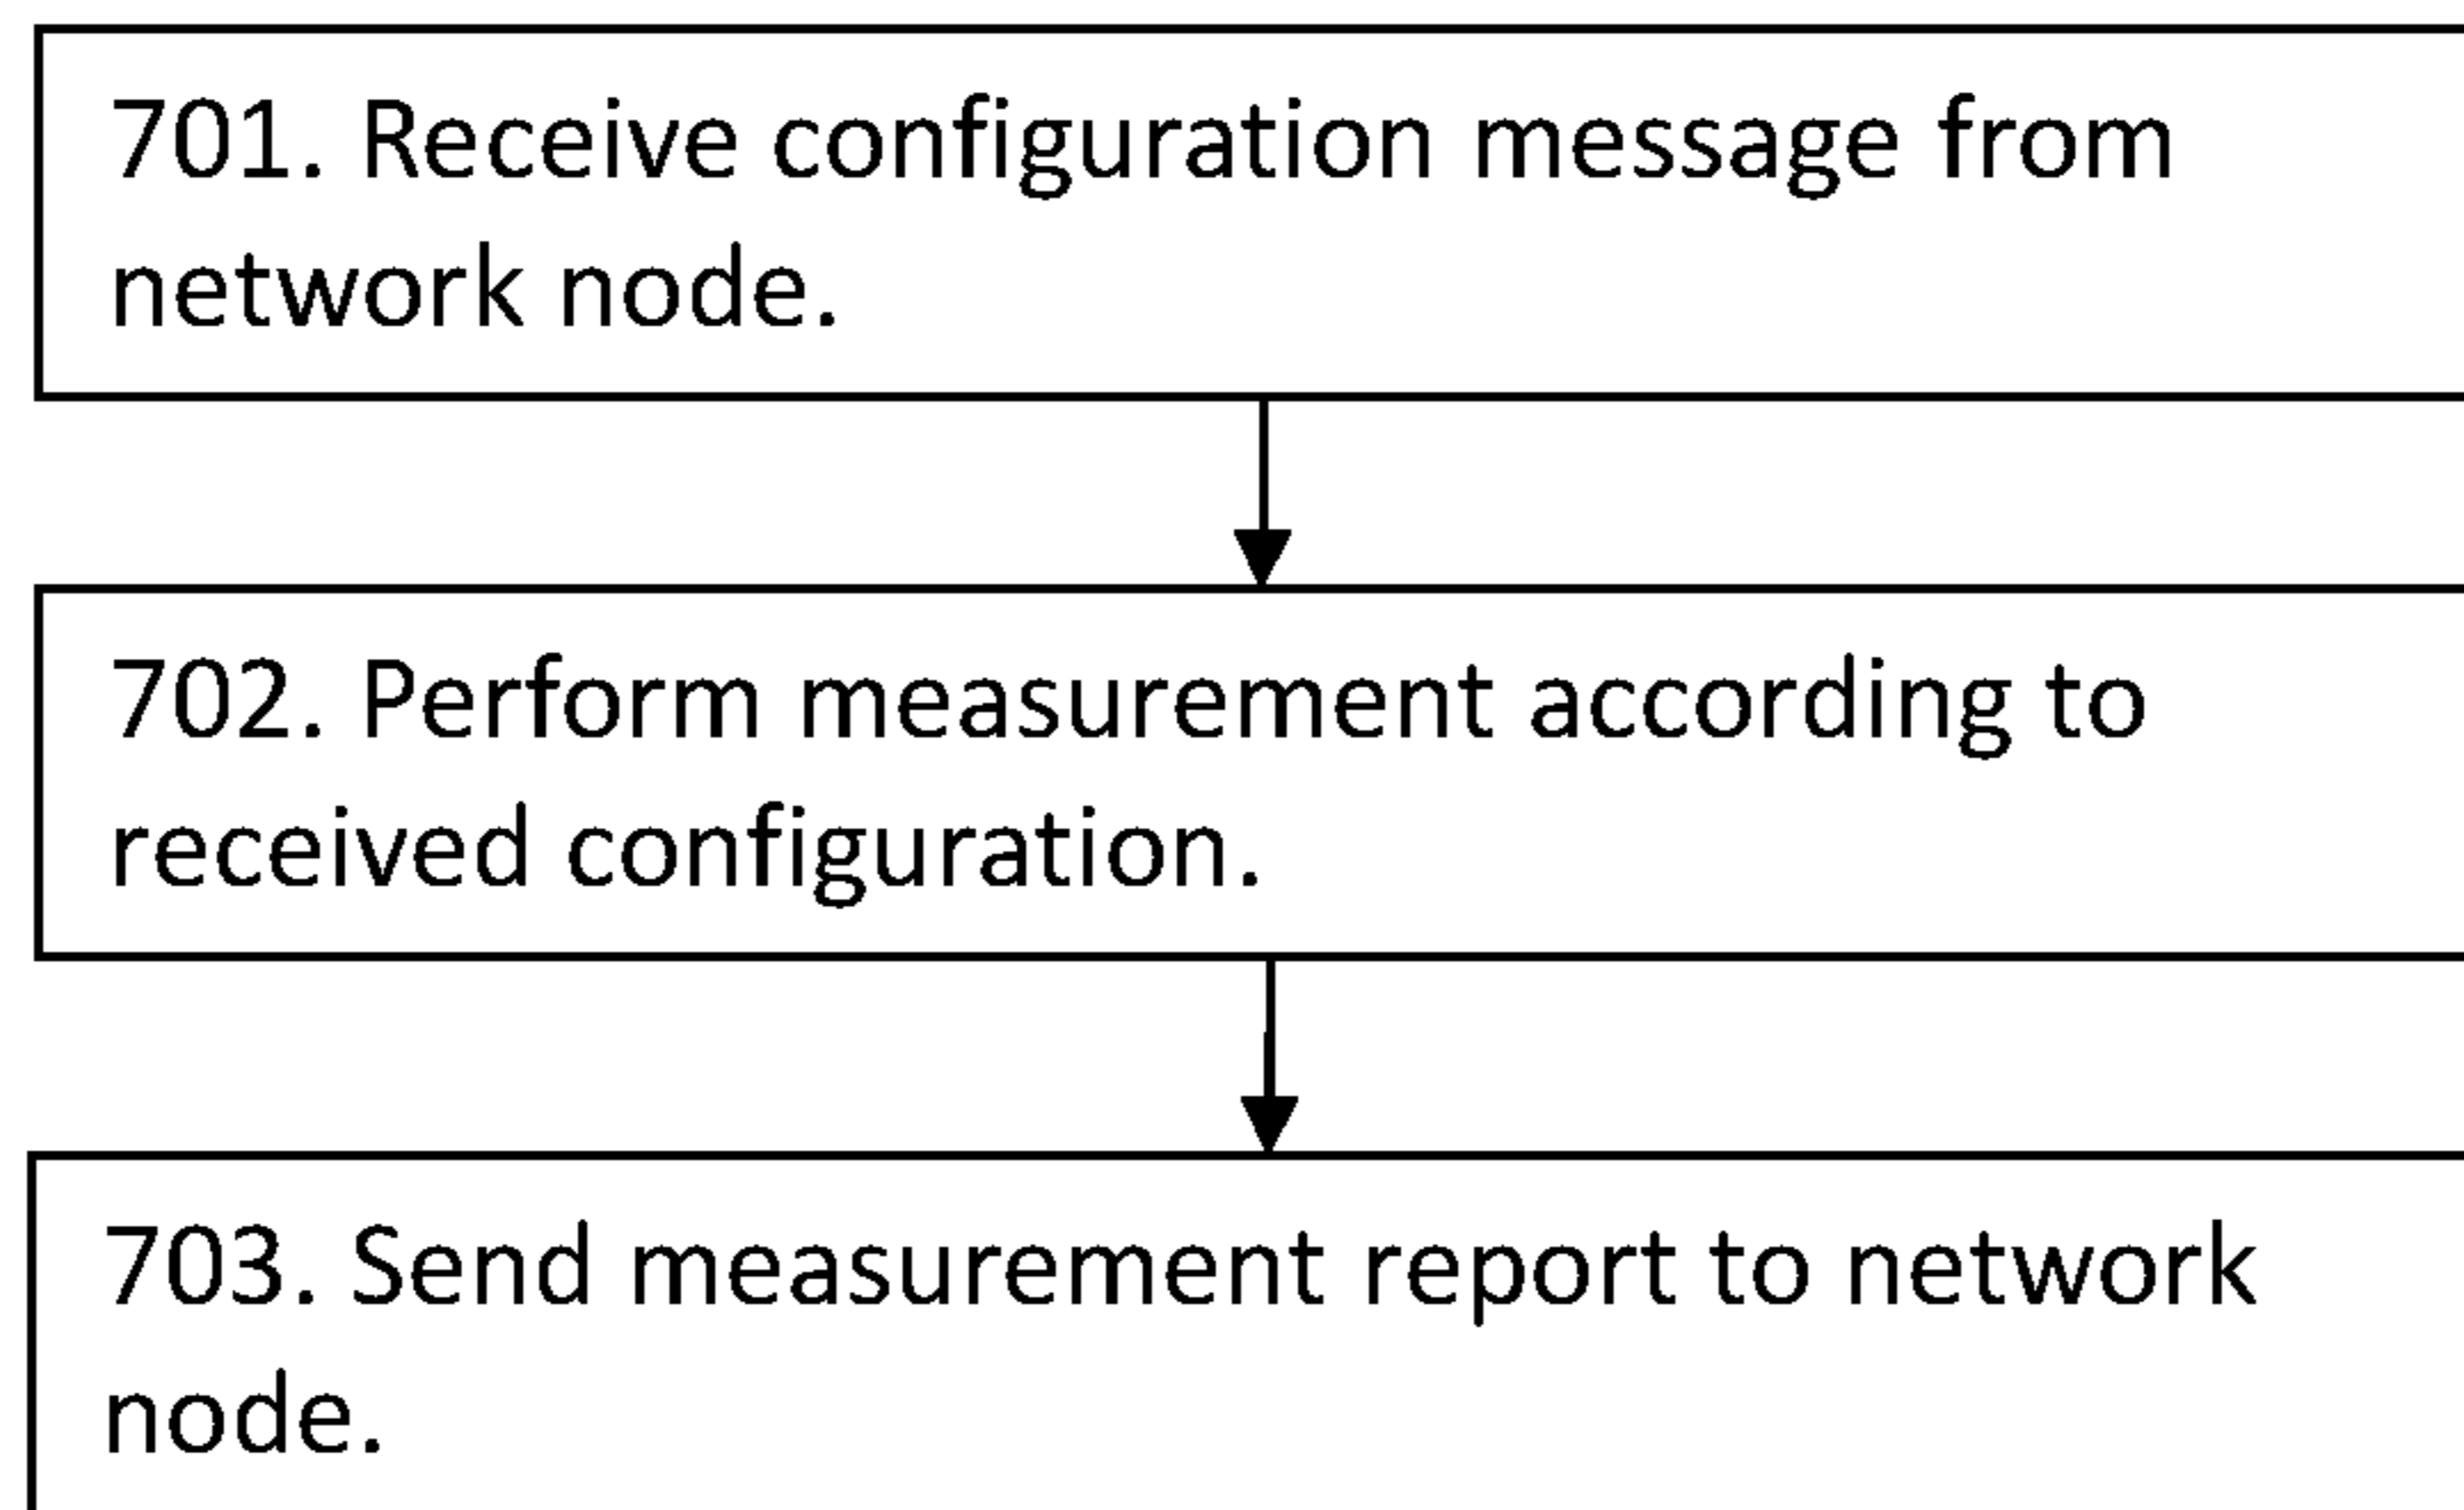 701. Receive configuration message from
network node.
702. Perform measurement according to
received configuration.
703. Send measurement report to network
node.